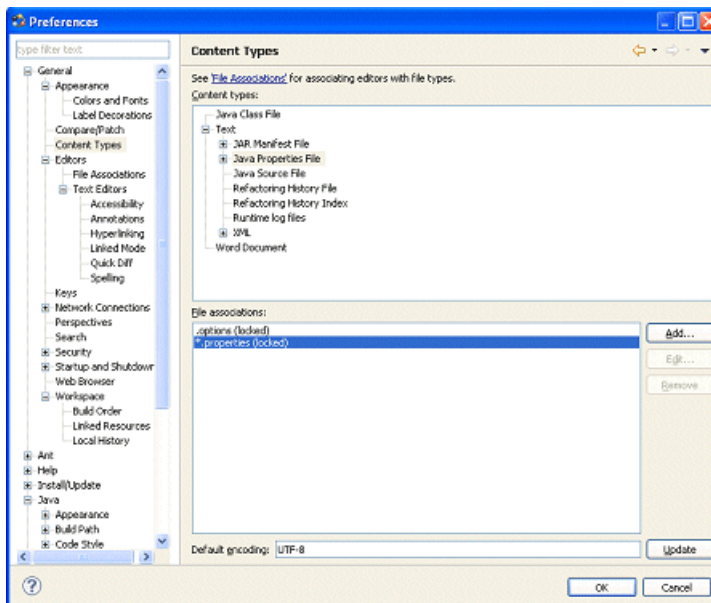 Preferences
type filter text
General
Appearance
Colors and Fonts
Label Decorations
Compare/Patch
Content Types
Editors
File Associations
Text Editors
Accessibility
Annotations
Hyperlinking
Linked Mode
Quick Diff
Spelling
Keys
Network Connections
Perspectives
Search
Security
Startup and Shutdown
Web Browser
Workspace
Build Order
Linked Resources
Local History
Ant
Help
Install/Update
Java
Appearance
Build Path
Code Style
Content Types
See 'File Associations' for associating editors with file types.
Content types:
Java Class File
Text
JAR Manifest File
Java Properties File
Java Source File
Refactoring History File
Refactoring History Index
Runtime log files
XML
Word Document
File associations:
.options (locked)
*.properties (locked)
Add...
Edit...
Remove
Default encoding: UTF-8
Update
OK
Cancel